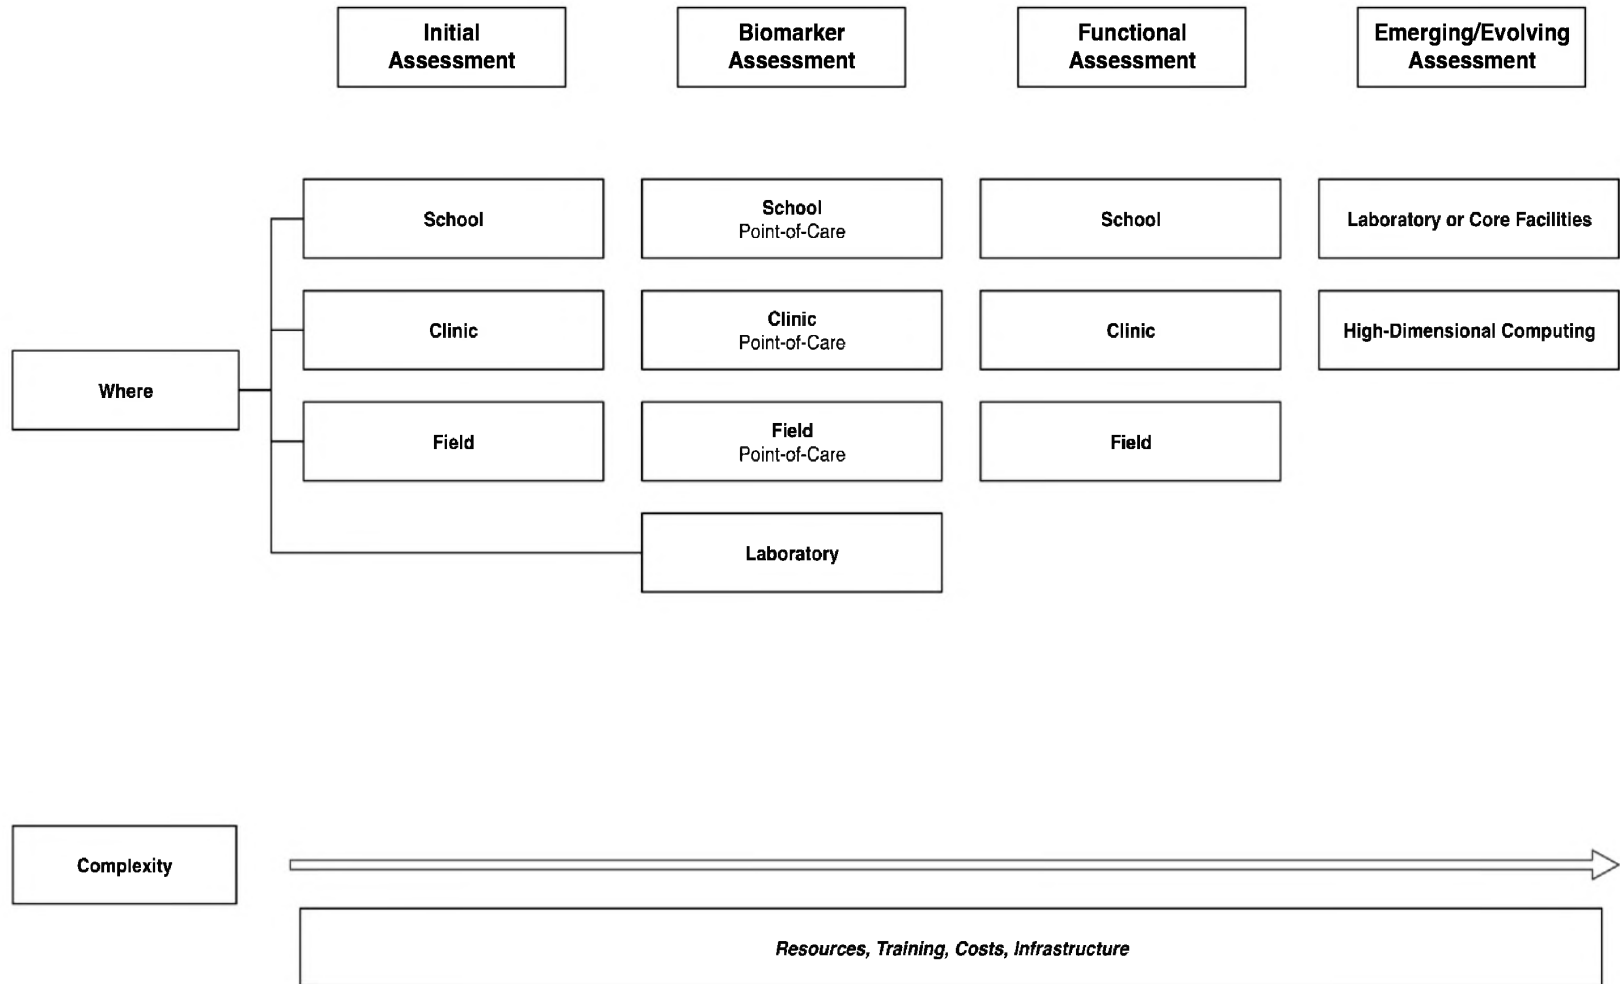 Initial
Assessment
Biomarker
Assessment
Functional
Assessment
Emerging/Evolving
Assessment
School
School
Point-of-Care
School
Laboratory or Core Facilities
Clinic
Clinic
Point-of-Care
Clinic
High-Dimensional Computing
Where
Field
Field
Point-of-Care
Field
Laboratory
Complexity
Resources, Training, Costs, Infrastructure